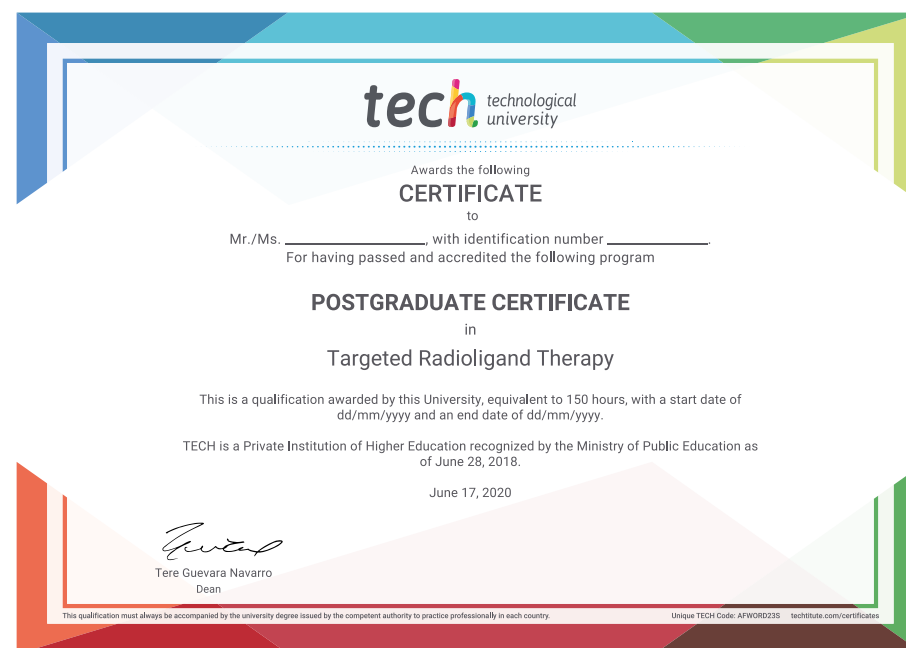 tech technological
university
Awards the following
CERTIFICATE
to
Mr./Ms. ____________, with identification number ____________.
For having passed and accredited the following program
POSTGRADUATE CERTIFICATE
in
Targeted Radioligand Therapy
This is a qualification awarded by this University, equivalent to 150 hours, with a start date of
dd/mm/yyyy and an end date of dd/mm/yyyy.
TECH is a Private Institution of Higher Education recognized by the Ministry of Public Education as
of June 28, 2018.
June 17, 2020
Tere Guevara Navarro
Dean
This qualification must always be accompanied by the university degree issued by the competent authority to practice professionally in each country.
Unique TECH Code: AFWORD23S techtitute.com/certificates